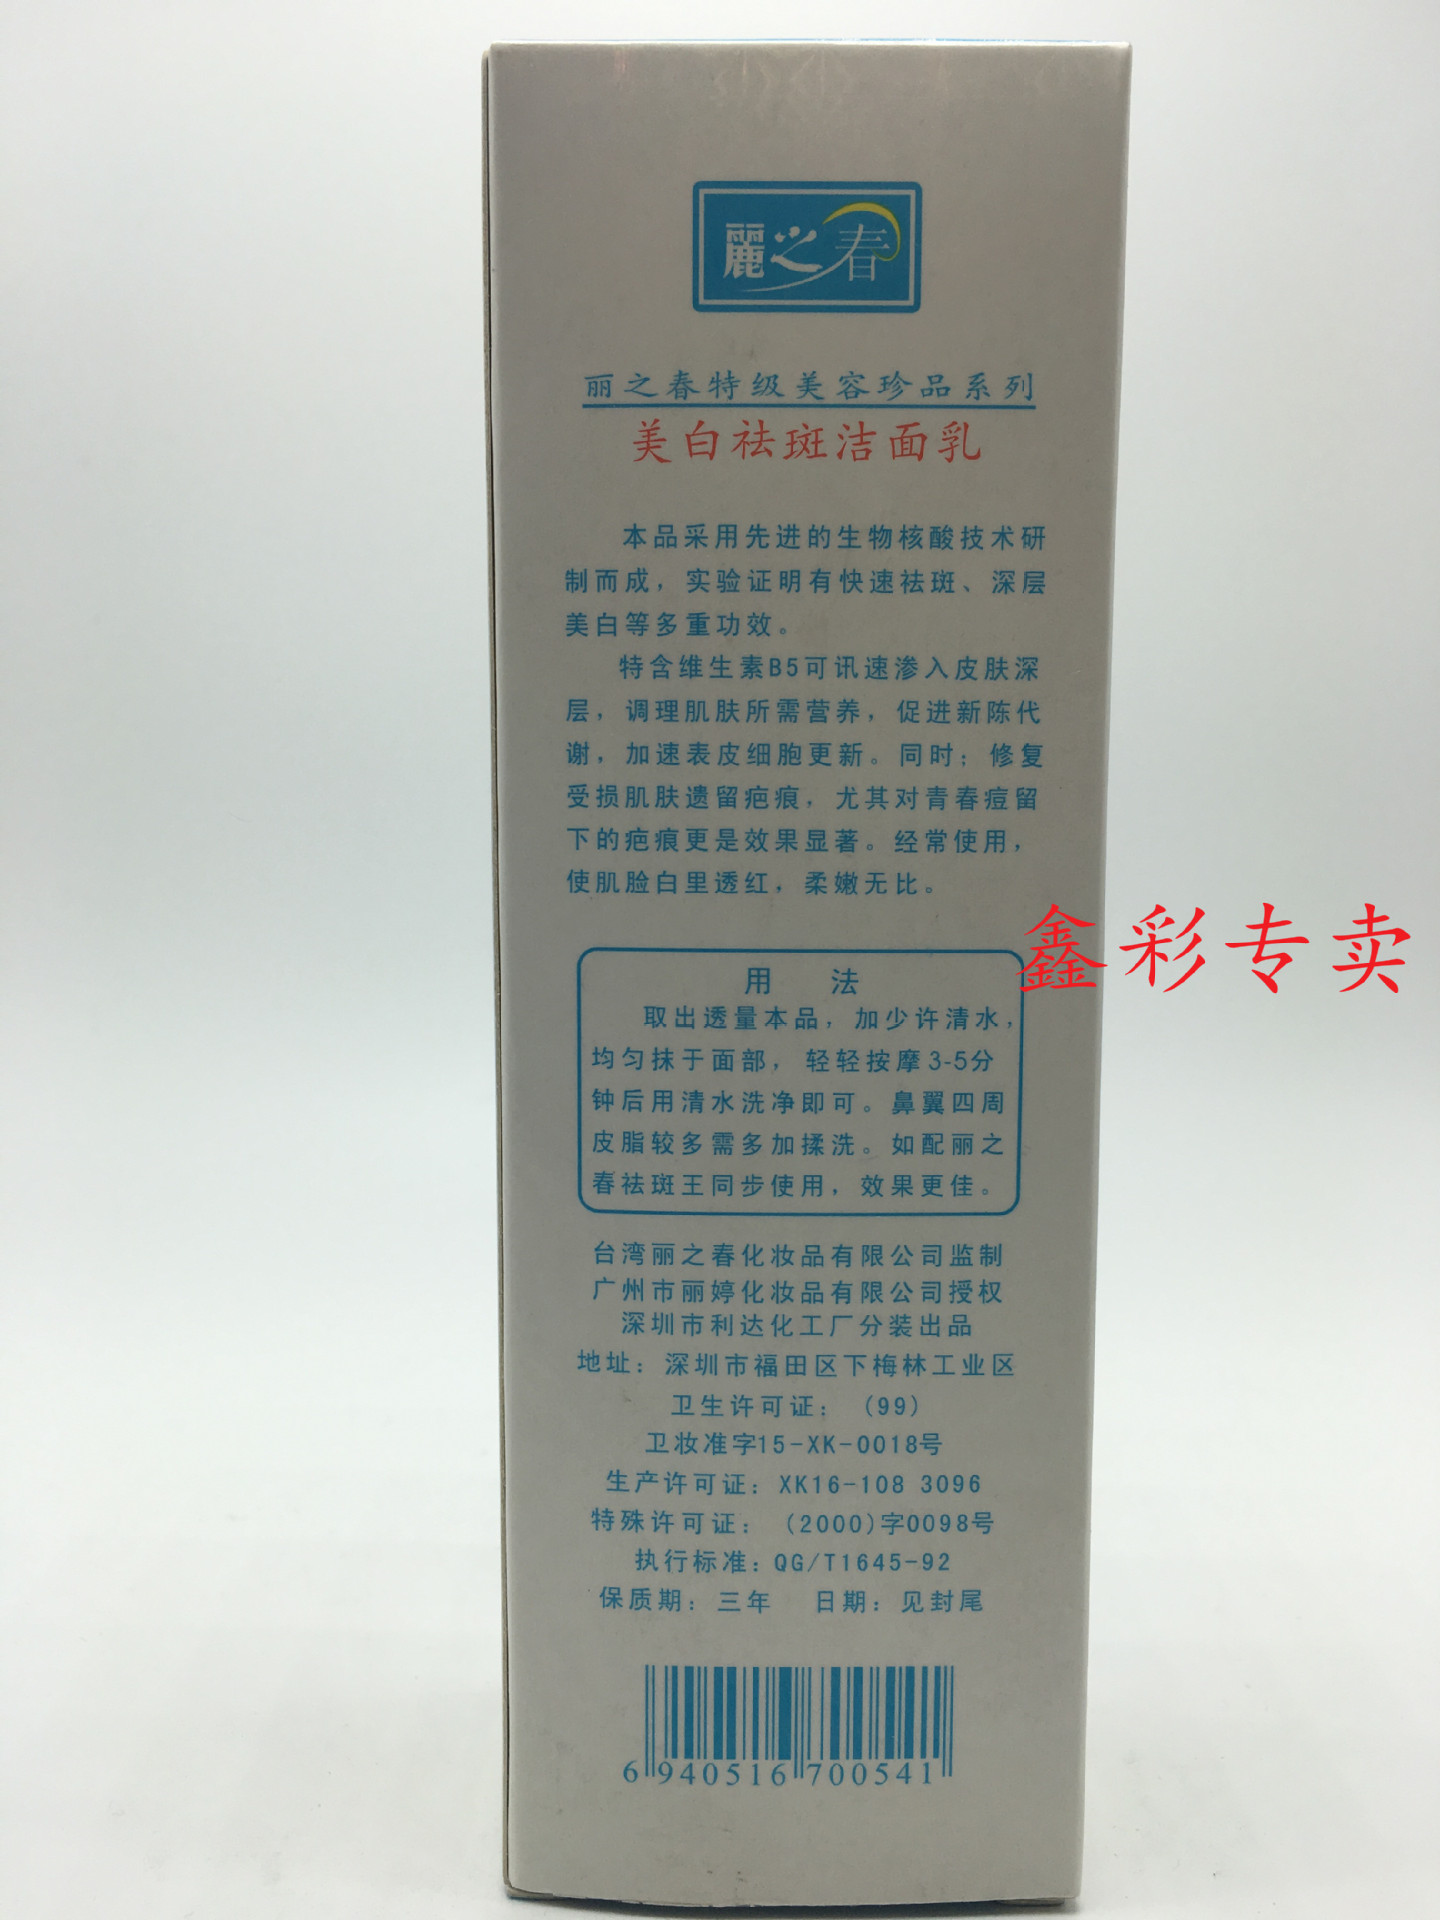 麗之春
丽之春特级美容珍品系列
美白祛斑洁面乳
本品采用先进的生物核酸技术研
制而成，实验证明有快速祛斑、深层
美白等多重功效。
特含维生素B5可讯速渗入皮肤深
层，调理肌肤所需营养，促进新陈代
谢，加速表皮细胞更新。同时；修复
受损肌肤遗留疤痕，尤其对青春痘留
下的疤痕更是效果显著。经常使用，
使肌脸白里透红，柔嫩无比。
鑫彩专卖
用 法
取出透量本品，加少许清水，
均匀抹于面部，轻轻按摩3-5分
钟后用清水洗净即可。鼻翼四周
皮脂较多需多加揉洗。如配丽之
春祛斑王同步使用，效果更佳。
台湾丽之春化妆品有限公司监制
广州市丽婷化妆品有限公司授权
深圳市利达化工厂分装出品
地址：深圳市福田区下梅林工业区
卫生许可证：（99）
卫妆准字15-XK-0018号
生产许可证：XK16-108 3096
特殊许可证：（2000）字0098号
执行标准：QG/T1645-92
保质期：三年 日期：见封尾
6 940516 700541